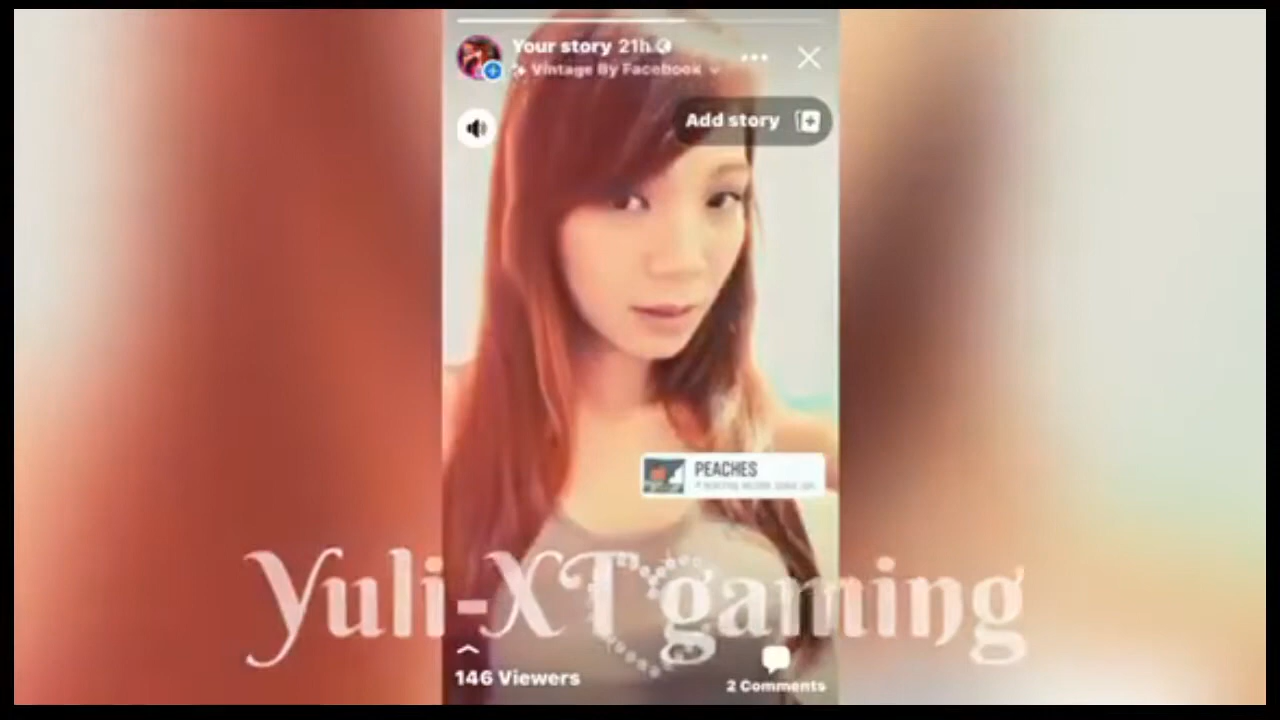 Your story 21h
Vintage By Facebook
Add story
PEACHES
Yuli-XT gaming
146 Viewers
2 Comments